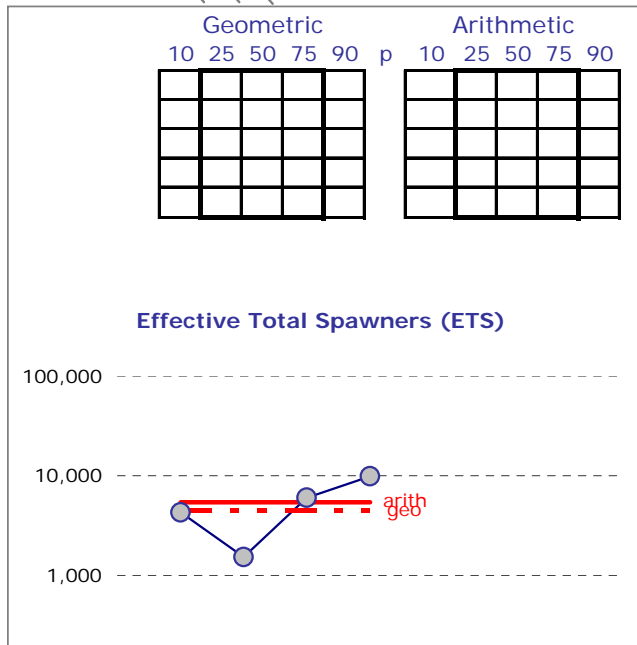 Geometric Arithmetic
10 25 50 75 90 p 10 25 50 75 90
Effective Total Spawners (ETS)
100,000
10,000
arith
geo
1,000